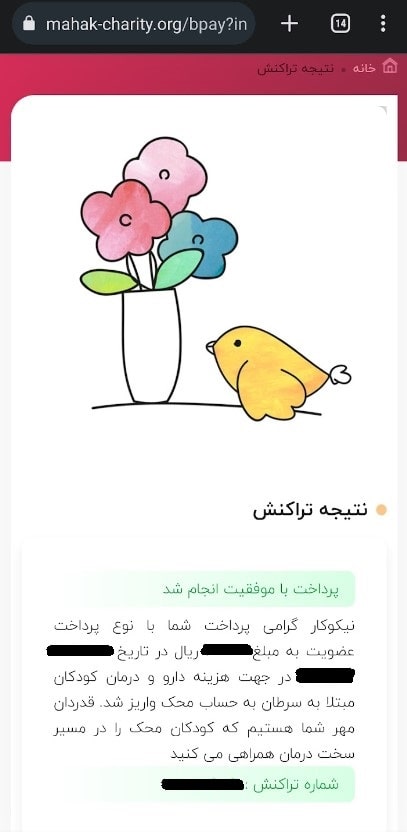 mahak-charity.org/bpay?in
14
خانه • نتیجه تراکنش
نتیجه تراکنش
پرداخت با موفقیت انجام شد
نیکوکار گرامی پرداخت شما با نوع پرداخت
عضویت به مبلغ ریال در تاریخ
در جهت هزینه دارو و درمان کودکان
مبتلا به سرطان به حساب محک واریز شد. قدردان
مهر شما هستیم که کودکان محک را در مسیر
سخت درمان همراهی می کنید
شماره تراکنش :